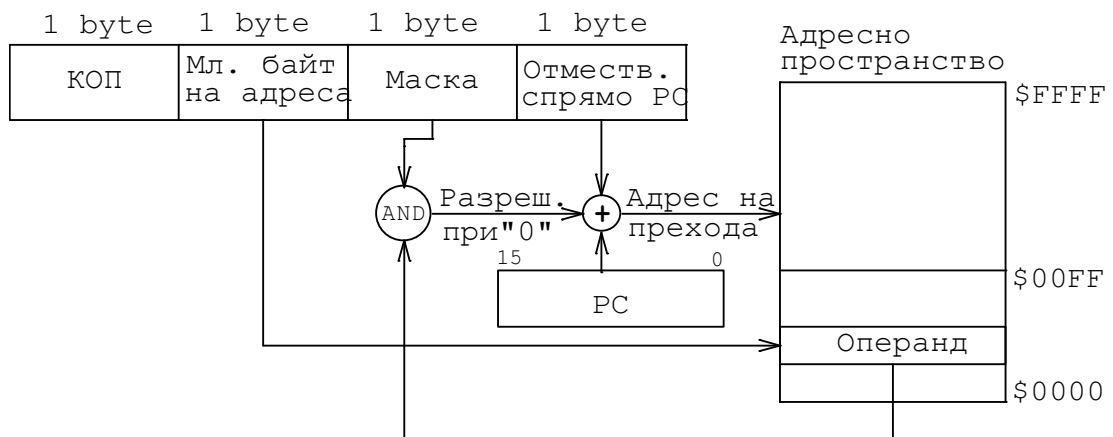 1 byte 1 byte 1 byte 1 byte
КОП
Мл. байт
на адреса
Маска
Отместв.
спрямо PC
Адресно
пространство
$FFFF
AND
Разреш.
при"0"
+
Адрес на
прехода
15 0
PC
$00FF
Операнд
$0000